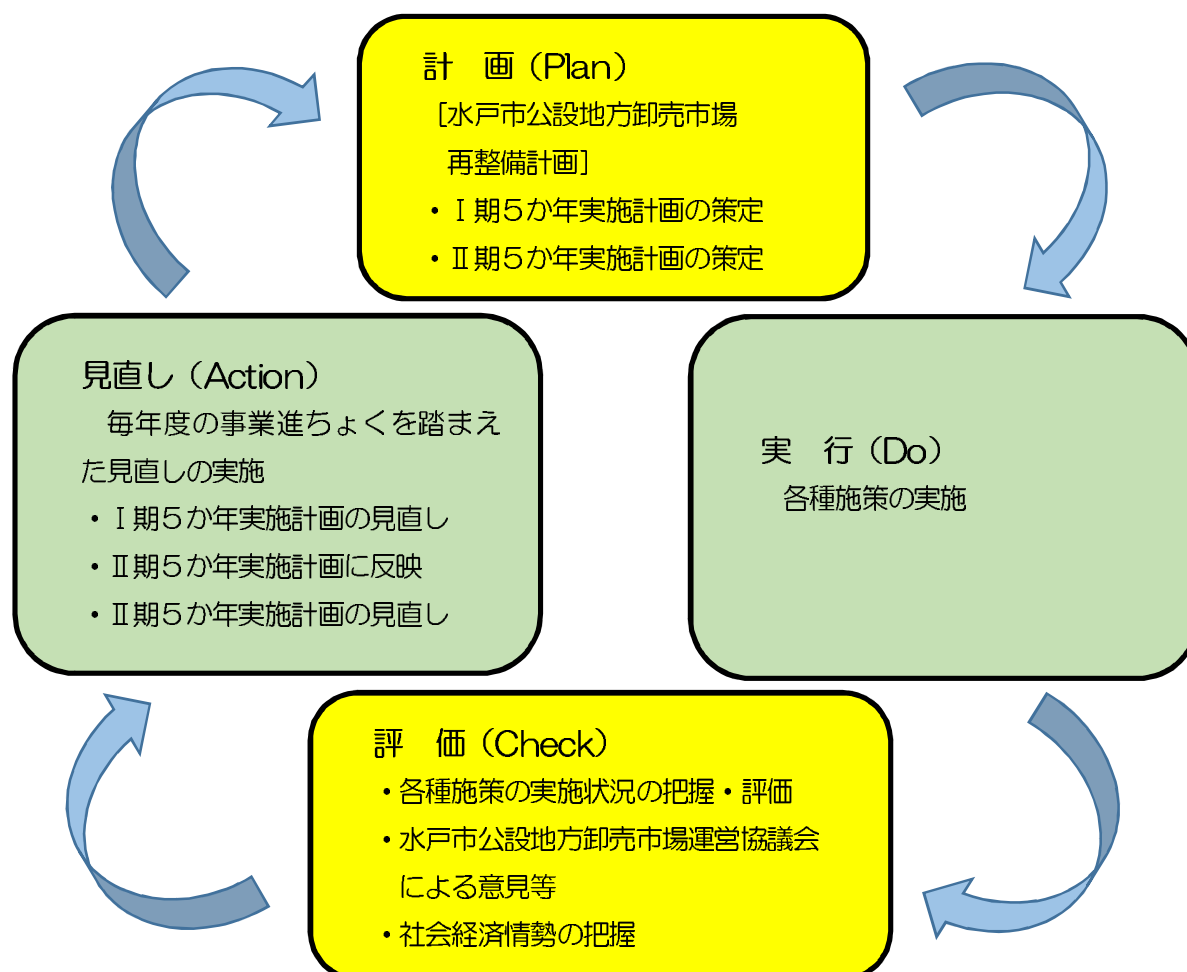 計　画（Plan）
［水戸市公設地方卸売市場
再整備計画］
・Ⅰ期５か年実施計画の策定
・Ⅱ期５か年実施計画の策定
見直し（Action）
毎年度の事業進ちょくを踏まえ
た見直しの実施
・Ⅰ期５か年実施計画の見直し
・Ⅱ期５か年実施計画に反映
・Ⅱ期５か年実施計画の見直し
実　行（Do）
各種施策の実施
評　価（Check）
・各種施策の実施状況の把握・評価
・水戸市公設地方卸売市場運営協議会
による意見等
・社会経済情勢の把握